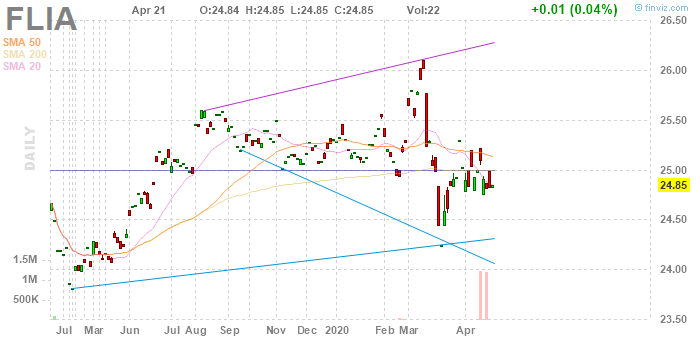 FLIA
Apr 21 O:24.84 H:24.85 L:24.85 C:24.85 Vol:22 +0.01 (0.04%)
© finviz.com
SMA 50
SMA 200
SMA 20
DAILY
26.50
26.00
25.50
25.00
24.85
24.50
24.00
23.50
1.5M
1M
500K
Jul Mar Jun Jul Aug Sep Nov Dec 2020 Feb Mar Apr